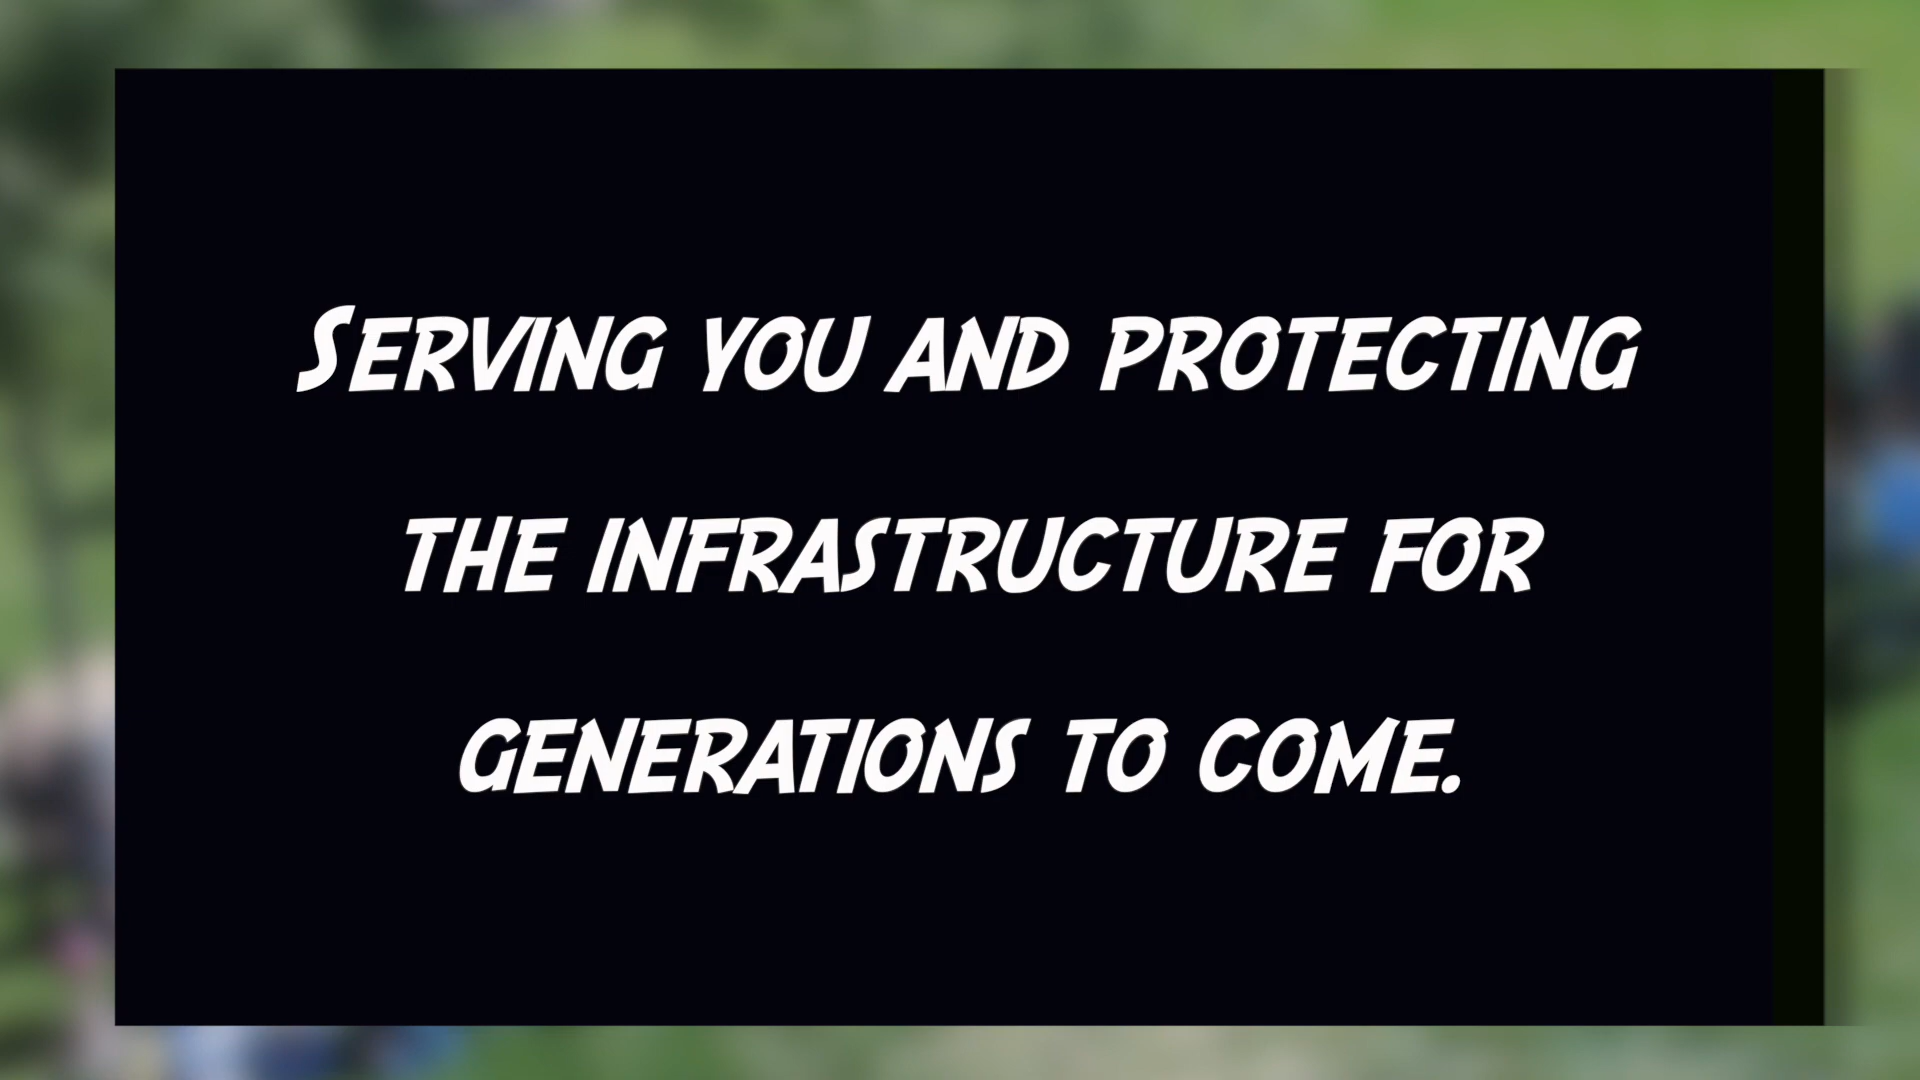 Serving you and protecting
the infrastructure for
generations to come.